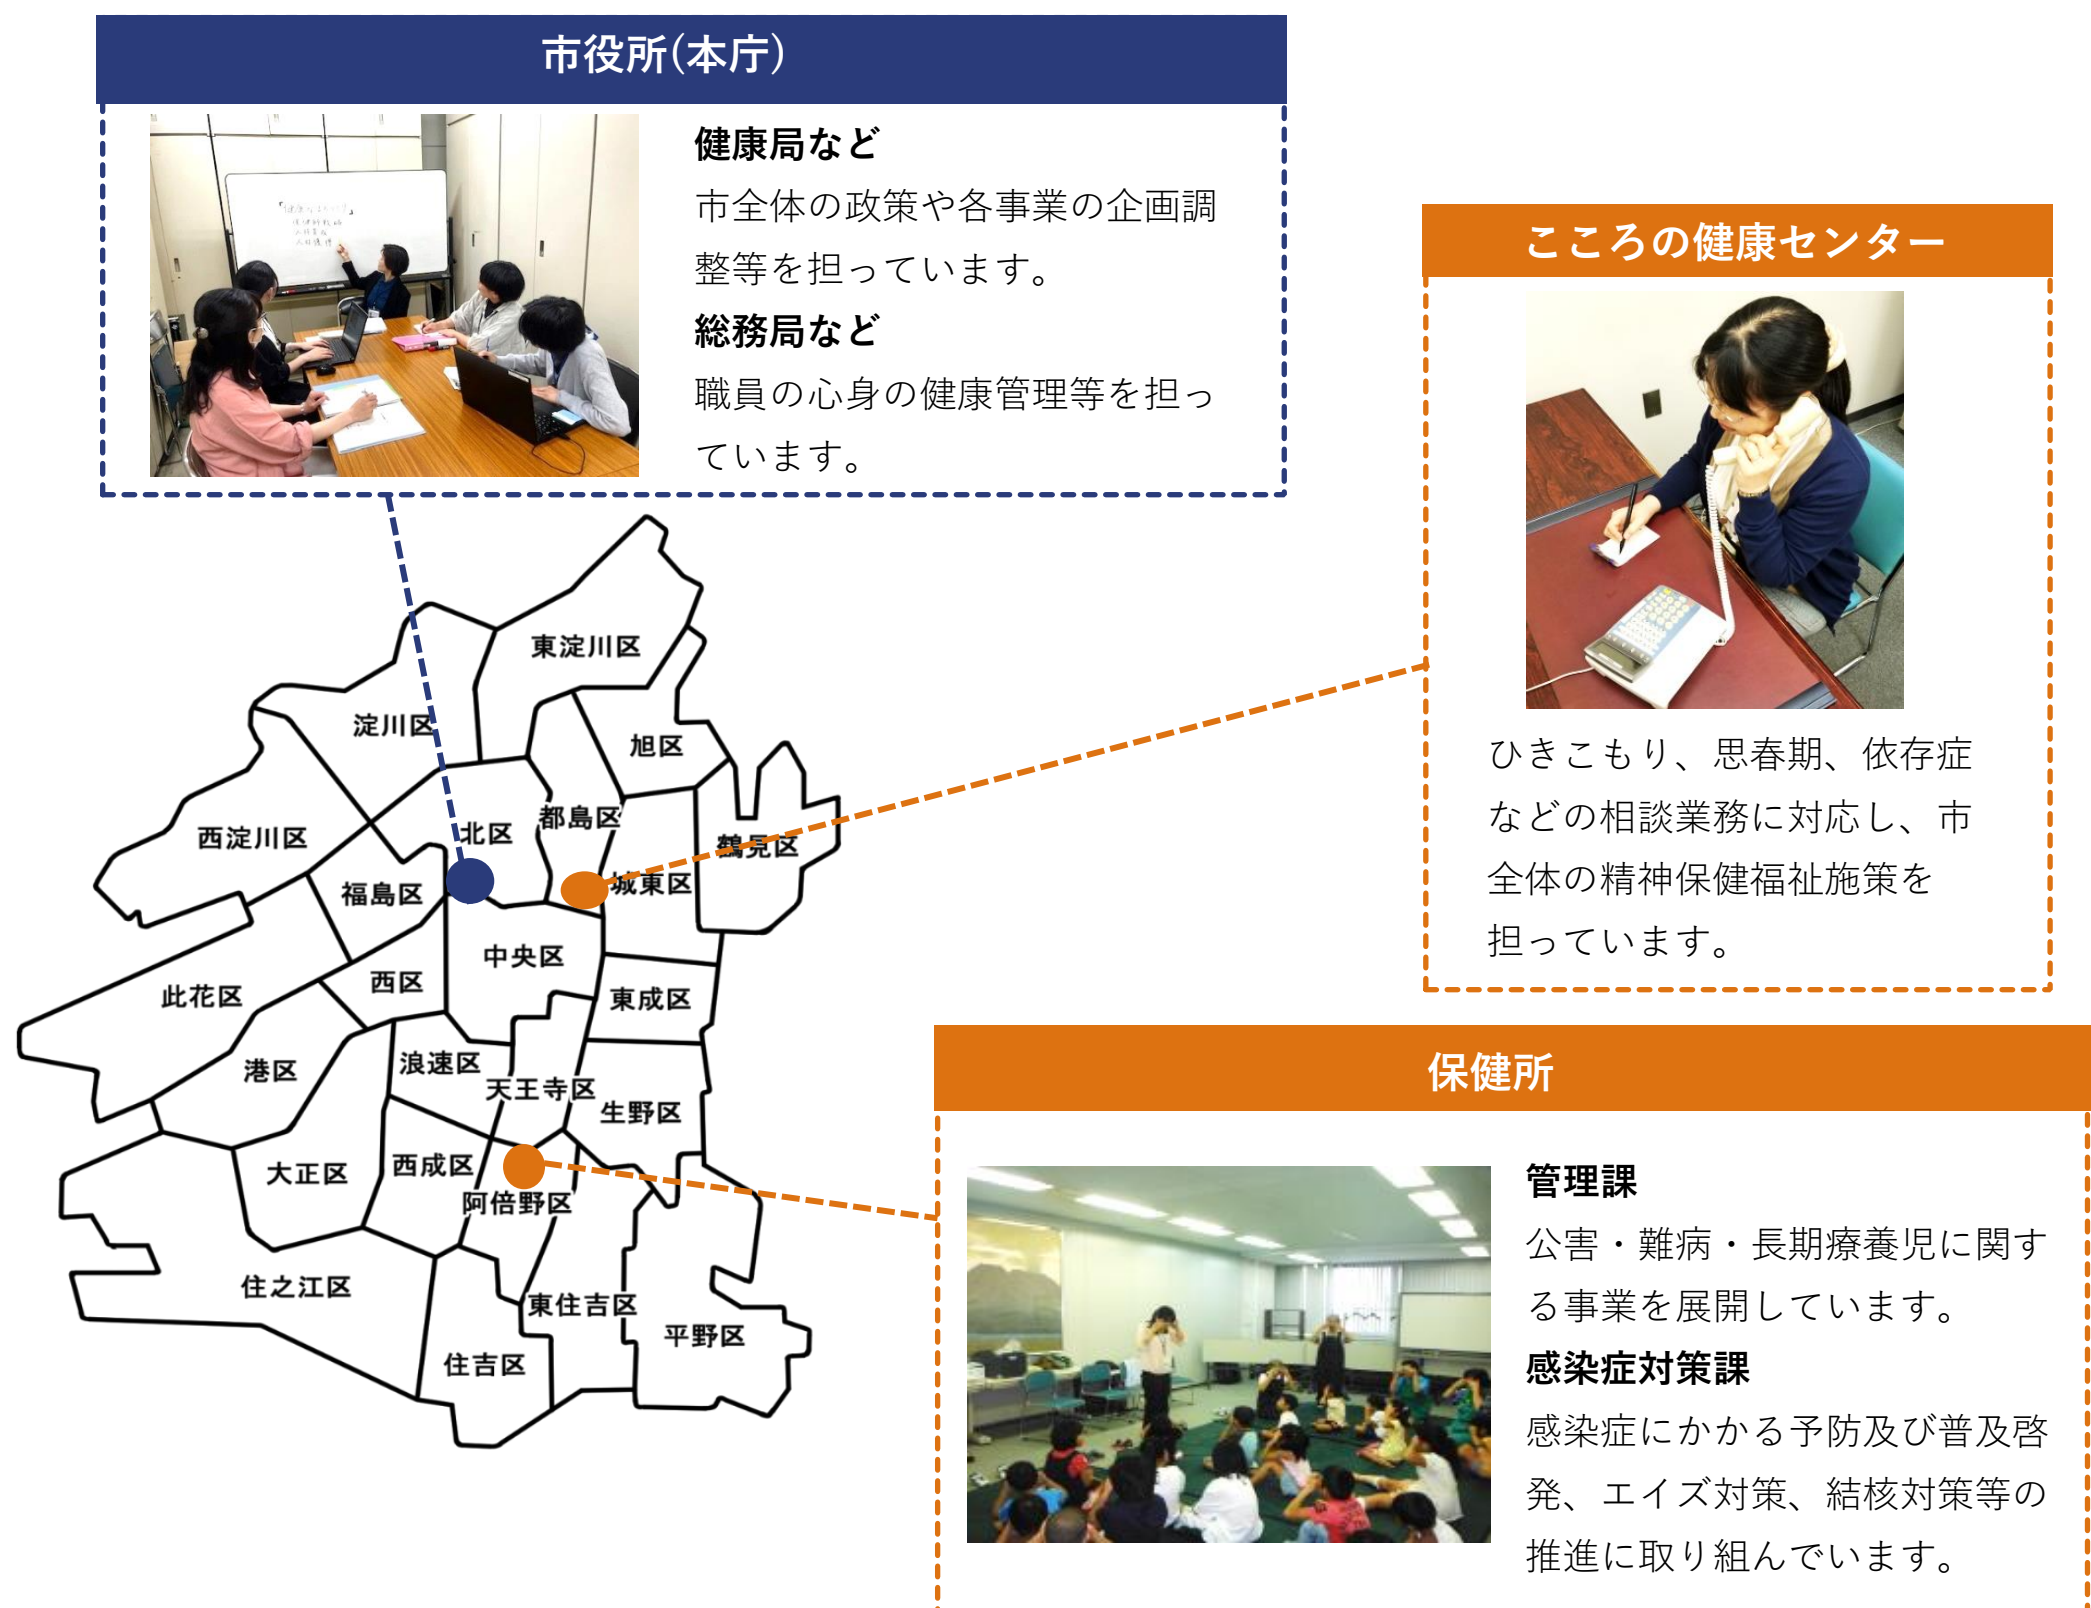 市役所(本庁)
健康局など
市全体の政策や各事業の企画調
整等を担っています。
総務局など
職員の心身の健康管理等を担っ
ています。
こころの健康センター
ひきこもり、思春期、依存症
などの相談業務に対応し、市
全体の精神保健福祉施策を
担っています。
東淀川区
淀川区
旭区
西淀川区
北区
都島区
鶴見区
福島区
城東区
中央区
西区
此花区
東成区
港区
浪速区
天王寺区
生野区
大正区
西成区
阿倍野区
住之江区
東住吉区
平野区
住吉区
保健所
管理課
公害・難病・長期療養児に関す
る事業を展開しています。
感染症対策課
感染症にかかる予防及び普及啓
発、エイズ対策、結核対策等の
推進に取り組んでいます。